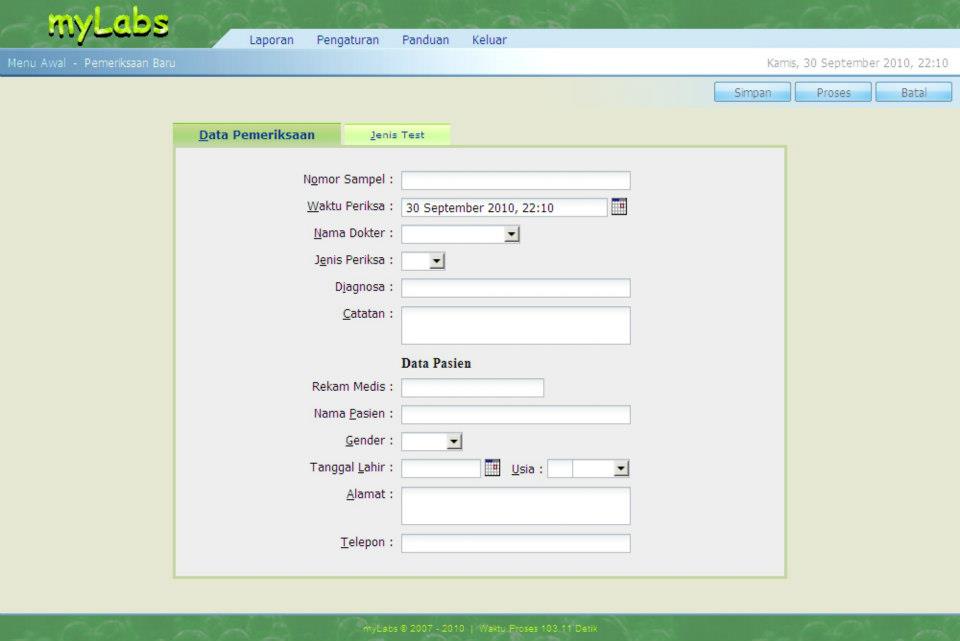 myLabs
Laporan Pengaturan Panduan Keluar
Menu Awal - Pemeriksaan Baru Kamis, 30 September 2010, 22:10
Simpan Proses Batal
Data Pemeriksaan Jenis Test
Nomor Sampel :
Waktu Periksa : 30 September 2010, 22:10
Nama Dokter :
Jenis Periksa :
Diagnosa :
Catatan :
Data Pasien
Rekam Medis :
Nama Pasien :
Gender :
Tanggal Lahir : Usia :
Alamat :
Telepon :
myLabs © 2007 - 2010 | Waktu Proses 103.11 Detik